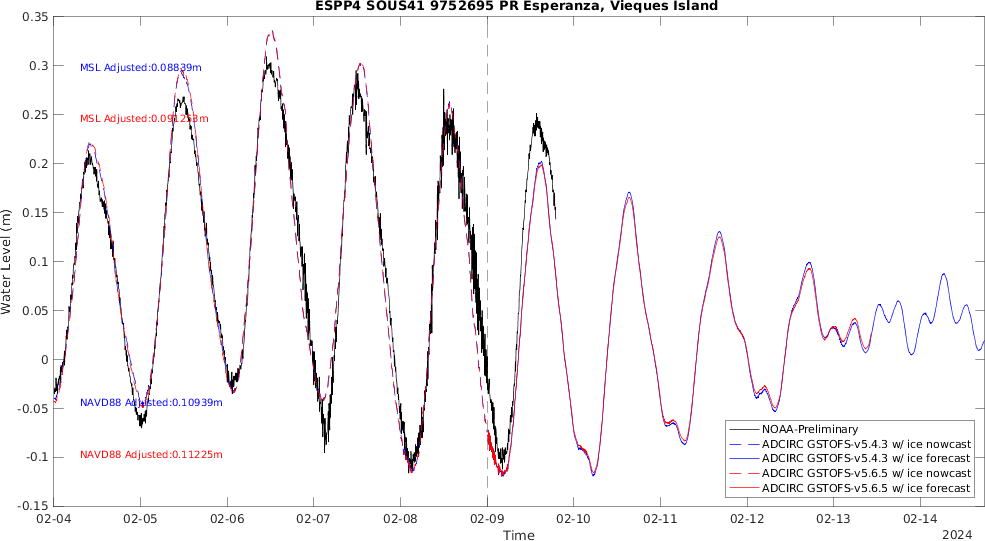 ESPP4 SOUS41 9752695 PR Esperanza, Vieques Island
0.35
0.3
0.25
0.2
0.15
0.1
0.05
0
-0.05
-0.1
-0.15
Water Level (m)
MSL Adjusted:0.08839m
MSL Adjusted:0.091253m
NAVD88 Adjusted:0.10939m
NAVD88 Adjusted:0.11225m
NOAA-Preliminary
ADCIRC GSTOFS-v5.4.3 w/ ice nowcast
ADCIRC GSTOFS-v5.4.3 w/ ice forecast
ADCIRC GSTOFS-v5.6.5 w/ ice nowcast
ADCIRC GSTOFS-v5.6.5 w/ ice forecast
02-04 02-05 02-06 02-07 02-08 02-09 02-10 02-11 02-12 02-13 02-14
Time
2024